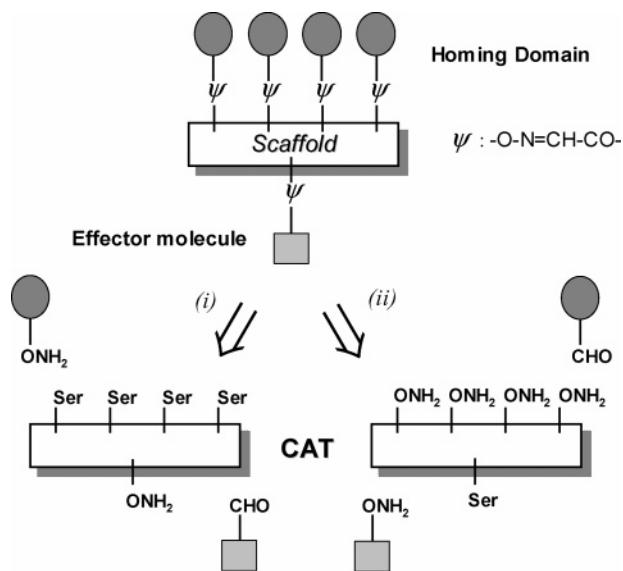 Homing Domain
ψ ψ ψ ψ
Scaffold
ψ : -O-N=CH-CO-
ψ
Effector molecule
(i) (ii)
ONH₂
CHO
Ser Ser Ser Ser
ONH₂ ONH₂ ONH₂ ONH₂
CAT
ONH₂
Ser
CHO
ONH₂